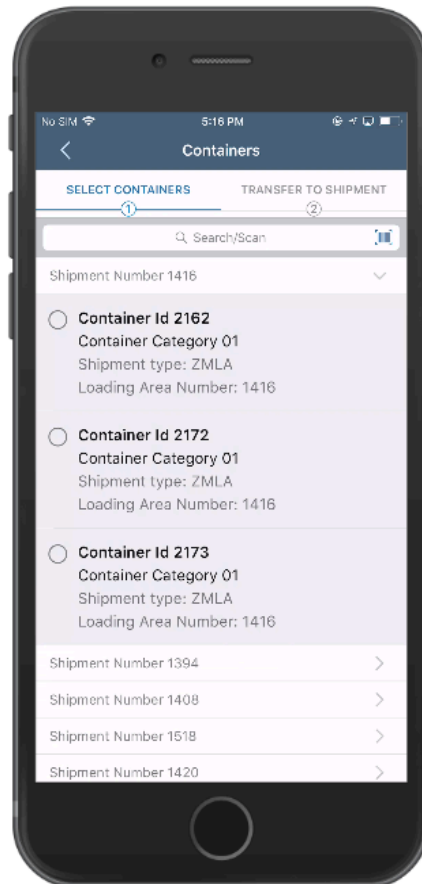 No SIM 5:16 PM
Containers
SELECT CONTAINERS TRANSFER TO SHIPMENT
1 2
Search/Scan
Shipment Number 1416
Container Id 2162
Container Category 01
Shipment type: ZMLA
Loading Area Number: 1416
Container Id 2172
Container Category 01
Shipment type: ZMLA
Loading Area Number: 1416
Container Id 2173
Container Category 01
Shipment type: ZMLA
Loading Area Number: 1416
Shipment Number 1394
Shipment Number 1408
Shipment Number 1518
Shipment Number 1420